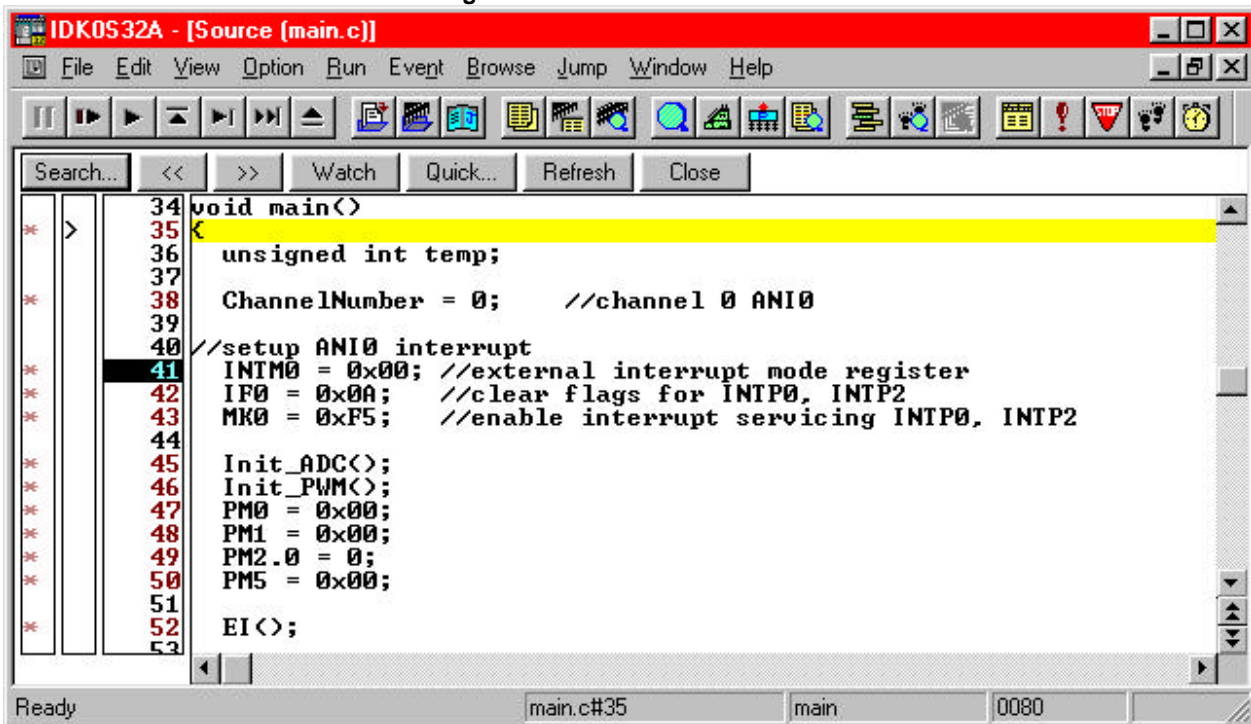 IDK0S32A - [Source (main.c)]
File Edit View Option Run Event Browse Jump Window Help
Search... << >> Watch Quick... Refresh Close
34 void main()
* > 35 {
36 unsigned int temp;
37
* 38 ChannelNumber = 0; //channel 0 ANI0
39
40 //setup ANI0 interrupt
* 41 INTM0 = 0x00; //external interrupt mode register
* 42 IF0 = 0x0A; //clear flags for INTP0, INTP2
* 43 MK0 = 0xF5; //enable interrupt servicing INTP0, INTP2
44
* 45 Init_ADC();
* 46 Init_PWM();
* 47 PM0 = 0x00;
* 48 PM1 = 0x00;
* 49 PM2.0 = 0;
* 50 PM5 = 0x00;
51
* 52 EI();
53
Ready main.c#35 main 0080